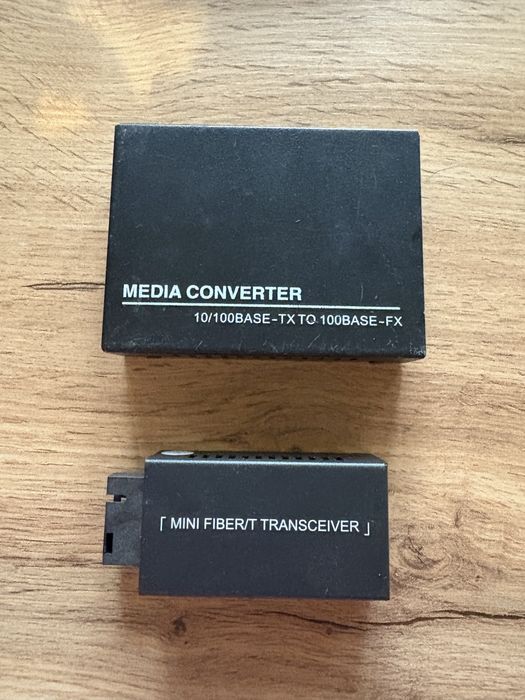 MEDIA CONVERTER
10/100BASE-TX TO 100BASE-FX
「 MINI FIBER/T TRANSCEIVER 」